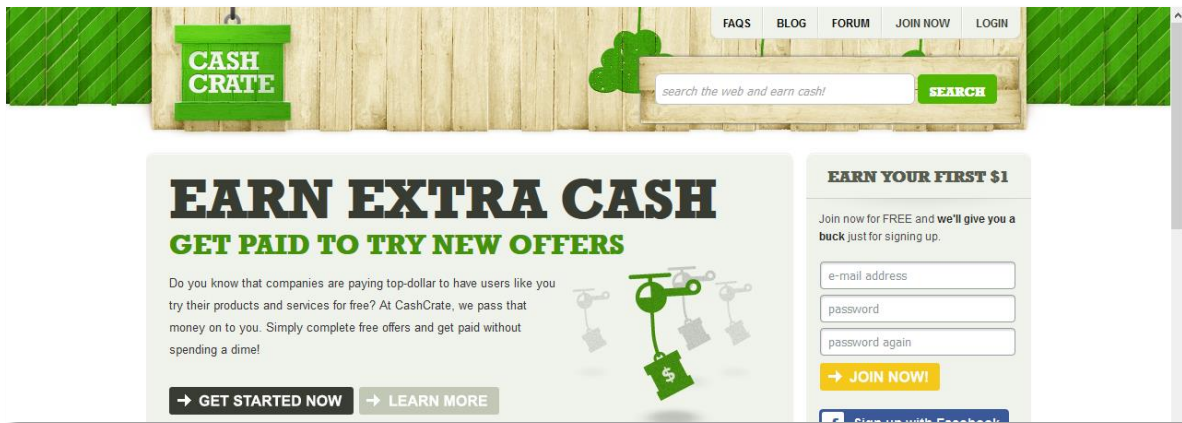 FAQS BLOG FORUM JOIN NOW LOGIN
CASH
CRATE
search the web and earn cash!
SEARCH
EARN EXTRA CASH
GET PAID TO TRY NEW OFFERS
Do you know that companies are paying top-dollar to have users like you
try their products and services for free? At CashCrate, we pass that
money on to you. Simply complete free offers and get paid without
spending a dime!
$
GET STARTED NOW
LEARN MORE
EARN YOUR FIRST $1
Join now for FREE and we'll give you a
buck just for signing up.
e-mail address
password
password again
JOIN NOW!
f Sign up with Facebook